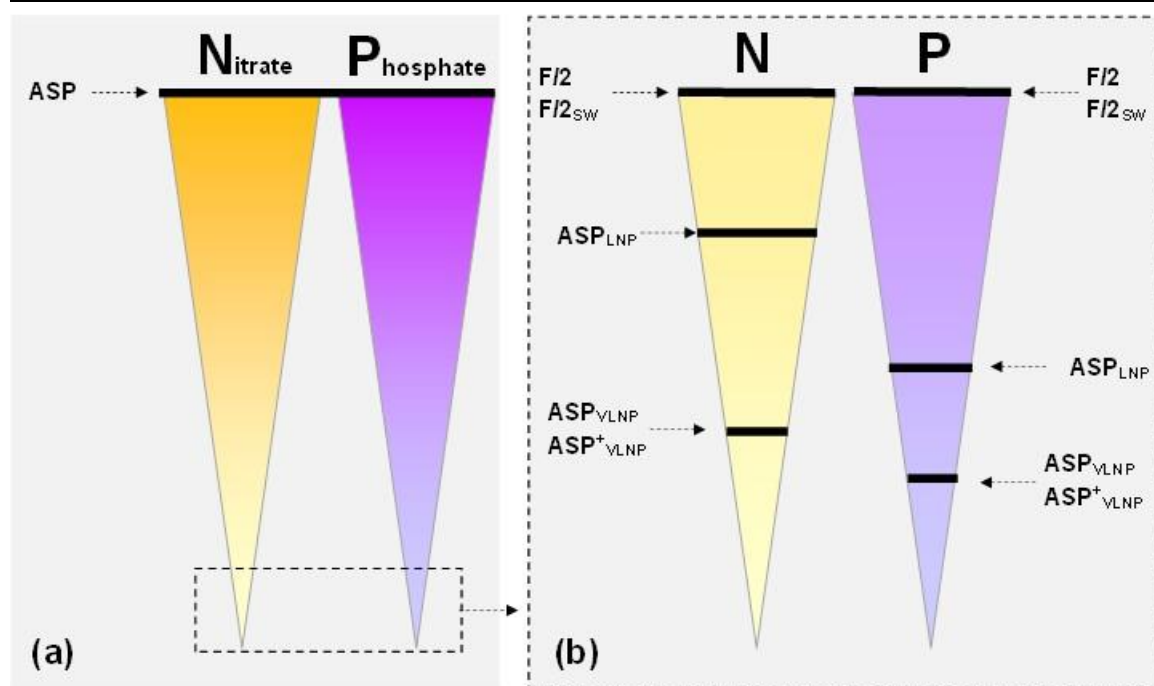 Nitrate
Phosphate
ASP
(a)
N
P
F/2
F/2SW
F/2
F/2SW
ASPLNP
ASPLNP
ASPVLNP
ASP+VLNP
ASPVLNP
ASP+VLNP
(b)